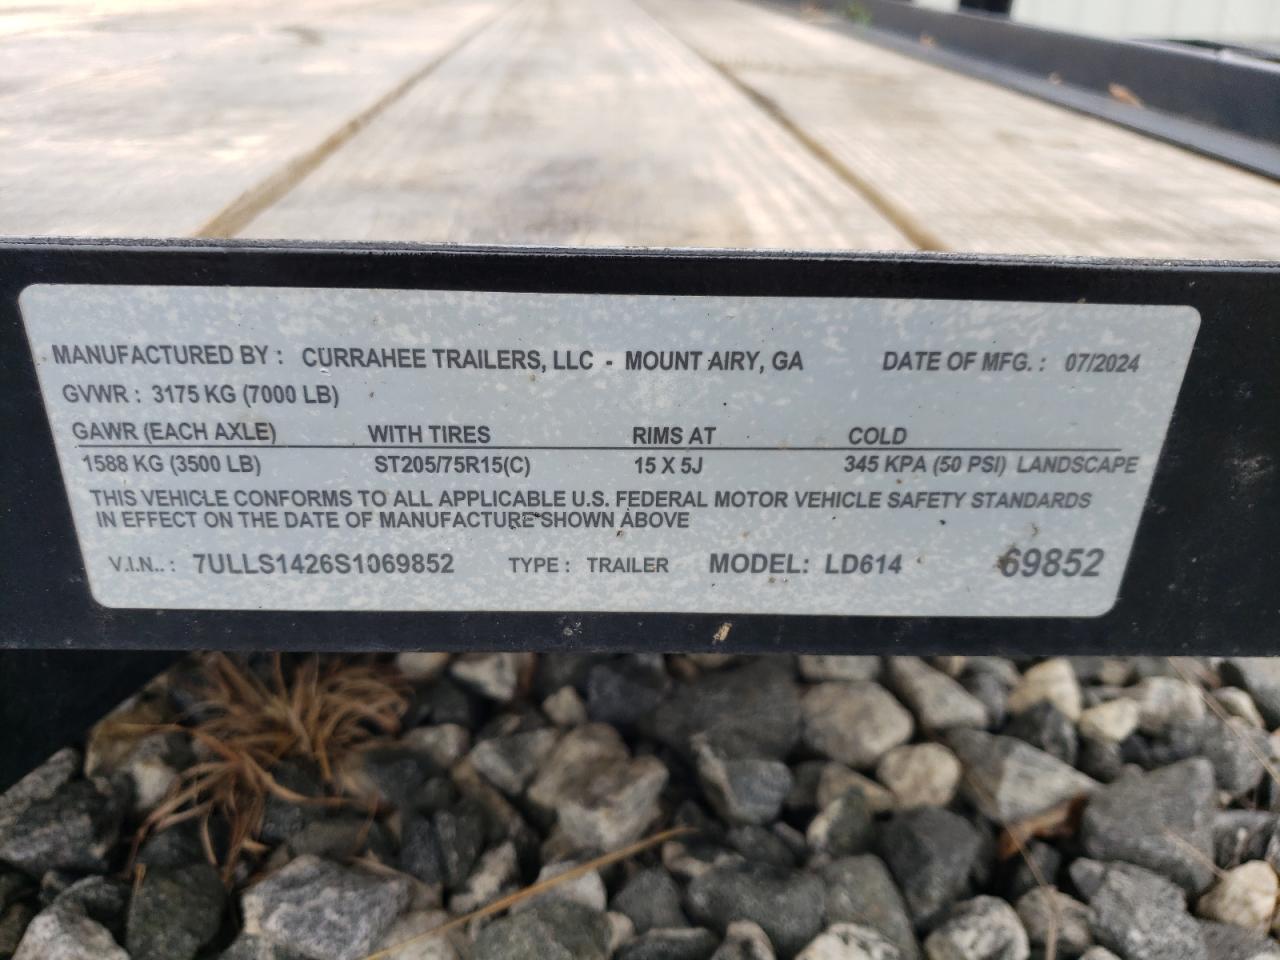 MANUFACTURED BY : CURRAHEE TRAILERS, LLC - MOUNT AIRY, GA DATE OF MFG. : 07/2024
GVWR : 3175 KG (7000 LB)
GAWR (EACH AXLE) WITH TIRES RIMS AT COLD
1588 KG (3500 LB) ST205/75R15(C) 15 X 5J 345 KPA (50 PSI) LANDSCAPE
THIS VEHICLE CONFORMS TO ALL APPLICABLE U.S. FEDERAL MOTOR VEHICLE SAFETY STANDARDS
IN EFFECT ON THE DATE OF MANUFACTURE SHOWN ABOVE
V.I.N..: 7ULLS1426S1069852 TYPE : TRAILER MODEL: LD614 69852